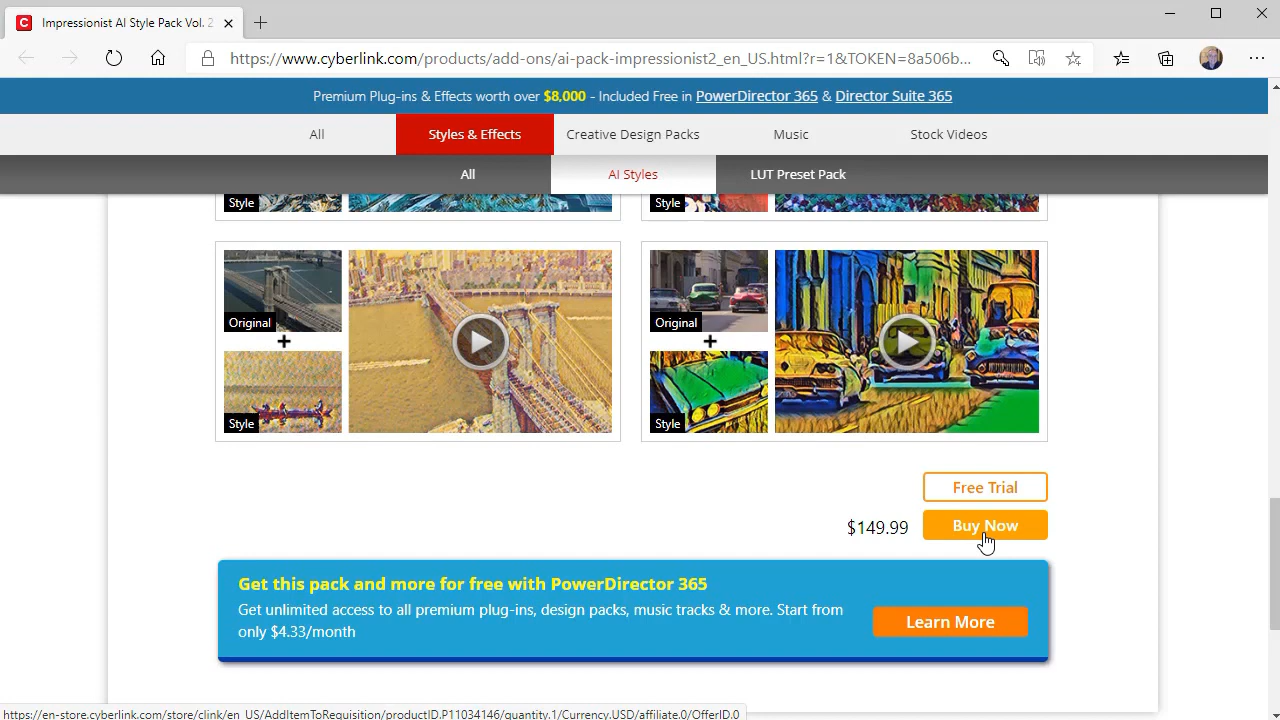 Impressionist AI Style Pack Vol. 2
https://www.cyberlink.com/products/add-ons/ai-pack-impressionist2_en_US.html?r=1&TOKEN=8a506b...
Premium Plug-ins & Effects worth over $8,000 - Included Free in PowerDirector 365 & Director Suite 365
All
Styles & Effects
Creative Design Packs
Music
Stock Videos
All
AI Styles
LUT Preset Pack
Style
Style
Original
+
Style
Original
+
Style
Free Trial
$149.99
Buy Now
Get this pack and more for free with PowerDirector 365
Get unlimited access to all premium plug-ins, design packs, music tracks & more. Start from
only $4.33/month
Learn More
https://en-store.cyberlink.com/store/clink/en_US/AddItemToRequisition/productID.P11034146/quantity.1/Currency.USD/affiliate.0/OfferID.0